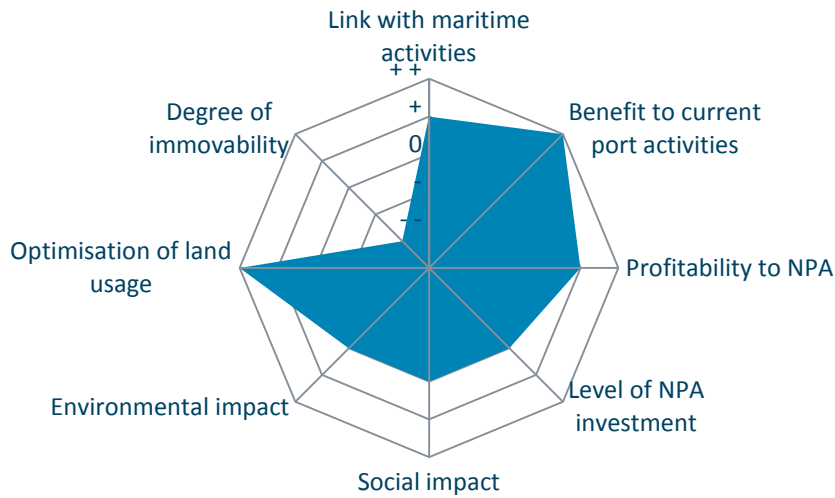 Link with maritime
activities
+ +
+
0
-
- -
Benefit to current
port activities
Profitability to NPA
Level of NPA
investment
Social impact
Environmental impact
Optimisation of land
usage
Degree of
immovability